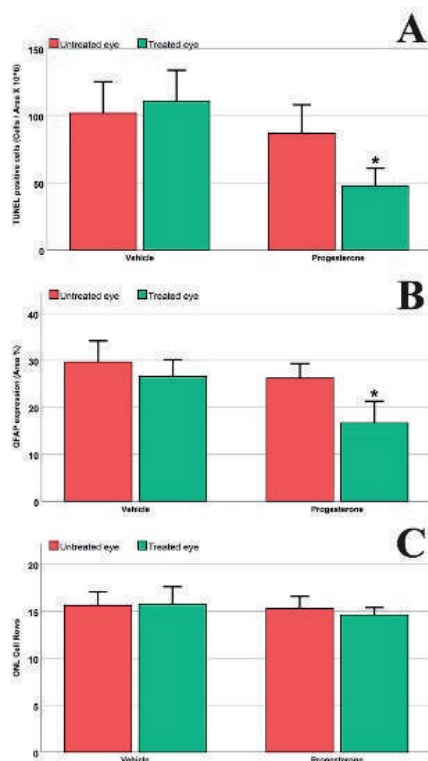 A
Untreated eye Treated eye
TUNEL positive cells (Cells / Area X 10^6)
150
100
50
0
*
Vehicle Progesterone
B
Untreated eye Treated eye
GFAP expression (Area %)
40
30
20
10
0
*
Vehicle Progesterone
C
Untreated eye Treated eye
ONL Cell Rows
20
15
10
5
0
Vehicle Progesterone